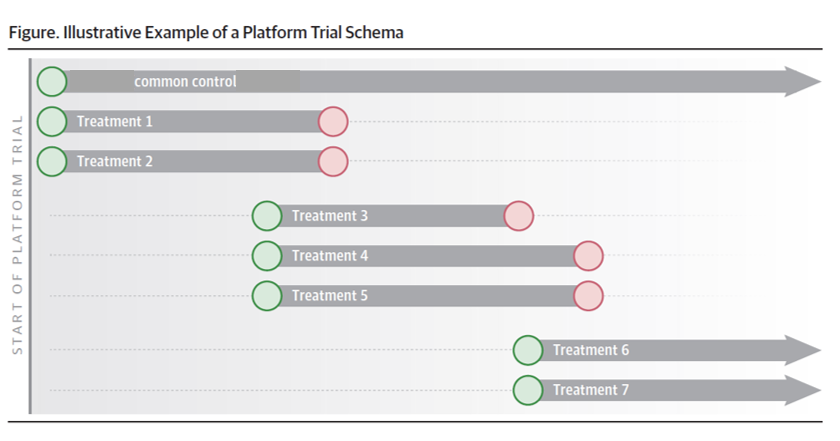 Figure. Illustrative Example of a Platform Trial Schema
START OF PLATFORM TRIAL
common control
Treatment 1
Treatment 2
Treatment 3
Treatment 4
Treatment 5
Treatment 6
Treatment 7